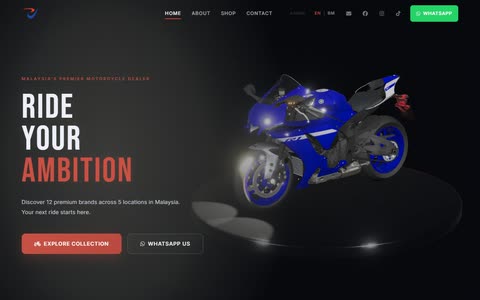 HOME
ABOUT
SHOP
CONTACT
EN
BM
WHATSAPP
MALAYSIA'S PREMIER MOTORCYCLE DEALER
RIDE
YOUR
AMBITION
Discover 12 premium brands across 5 locations in Malaysia.
Your next ride starts here.
EXPLORE COLLECTION
WHATSAPP US